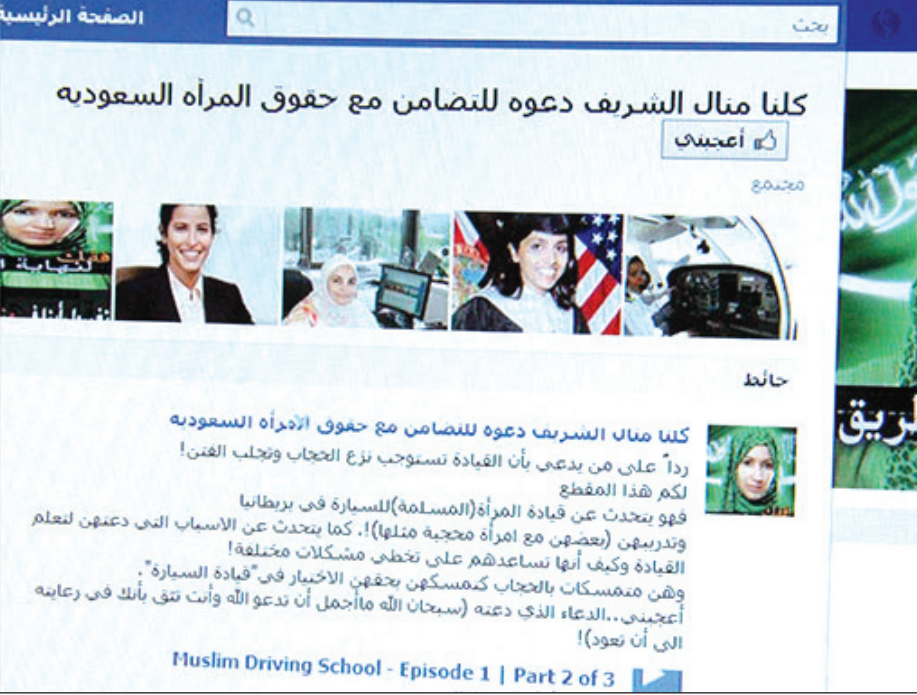 الصفحة الرئيسية
بحث
كلنا منال الشريف دعوه للتضامن مع حقوق المرأه السعوديه
أعجبني
مجتمع
حائط
كلنا منال الشريف دعوه للتضامن مع حقوق المرأه السعوديه
رداً على من يدعي بأن القيادة تستوجب نزع الحجاب وتجلب الفتن!
لكم هذا المقطع
فهو يتحدث عن قيادة المرأة(المسلمة)للسيارة في بريطانيا
وتدريبهن (بعضهن مع امرأة محجبة مثلها)!. كما يتحدث عن الاسباب التي دعتهن لتعلم
القيادة وكيف أنها تساعدهم على تخطي مشكلات مختلفة!
وهن متمسكات بالحجاب كتمسكهن بحقهن الاختيار في"قيادة السيارة".
أعجبني..الدعاء الذي دعته (سبحان الله ماأجمل أن تدعو الله وأنت تثق بأنك في رعايته
الى أن تعود)!
Muslim Driving School - Episode 1 | Part 2 of 3